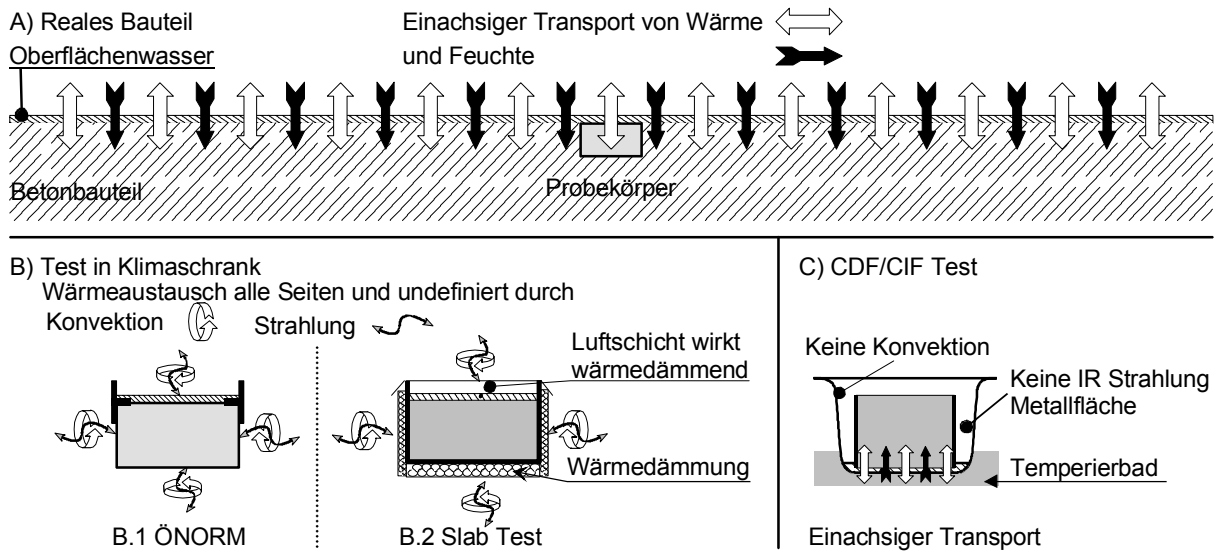 A) Reales Bauteil
Oberflächenwasser
Einachsiger Transport von Wärme
und Feuchte
Betonbauteil
Probekörper
B) Test in Klimaschrank
Wärmeaustausch alle Seiten und undefiniert durch
Konvektion
Strahlung
Luftschicht wirkt
wärmedämmend
Wärmedämmung
B.1 ÖNORM
B.2 Slab Test
C) CDF/CIF Test
Keine Konvektion
Keine IR Strahlung
Metallfläche
Temperierbad
Einachsiger Transport